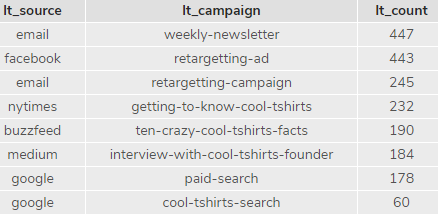 lt_source lt_campaign lt_count
email weekly-newsletter 447
facebook retargetting-ad 443
email retargetting-campaign 245
nytimes getting-to-know-cool-tshirts 232
buzzfeed ten-crazy-cool-tshirts-facts 190
medium interview-with-cool-tshirts-founder 184
google paid-search 178
google cool-tshirts-search 60